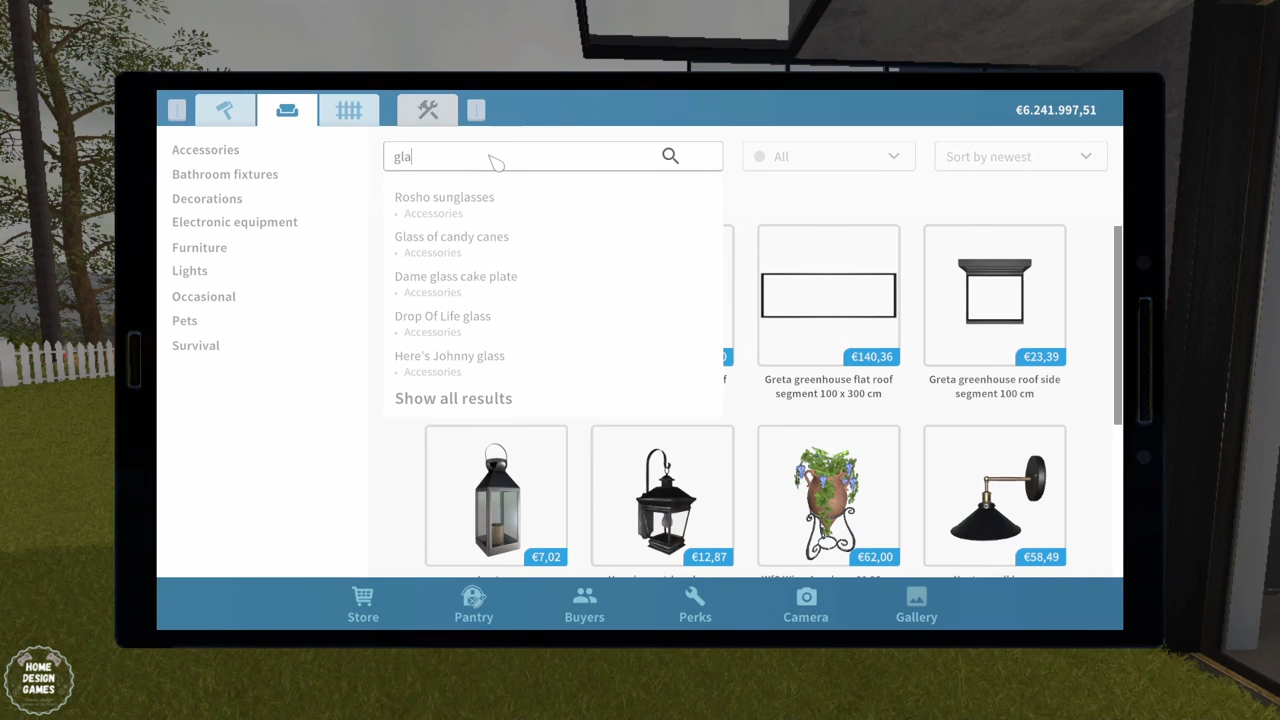 €6.241.997,51
Accessories
Bathroom fixtures
Decorations
Electronic equipment
Furniture
Lights
Occasional
Pets
Survival
gla
All
Sort by newest
Rosho sunglasses
• Accessories
Glass of candy canes
• Accessories
Dame glass cake plate
• Accessories
Drop Of Life glass
• Accessories
Here's Johnny glass
• Accessories
Show all results
€140,36
€23,39
Greta greenhouse flat roof
segment 100 x 300 cm
Greta greenhouse roof side
segment 100 cm
€7,02
€12,87
€62,00
€58,49
Store
Pantry
Buyers
Perks
Camera
Gallery
HOME
DESIGN
GAMES